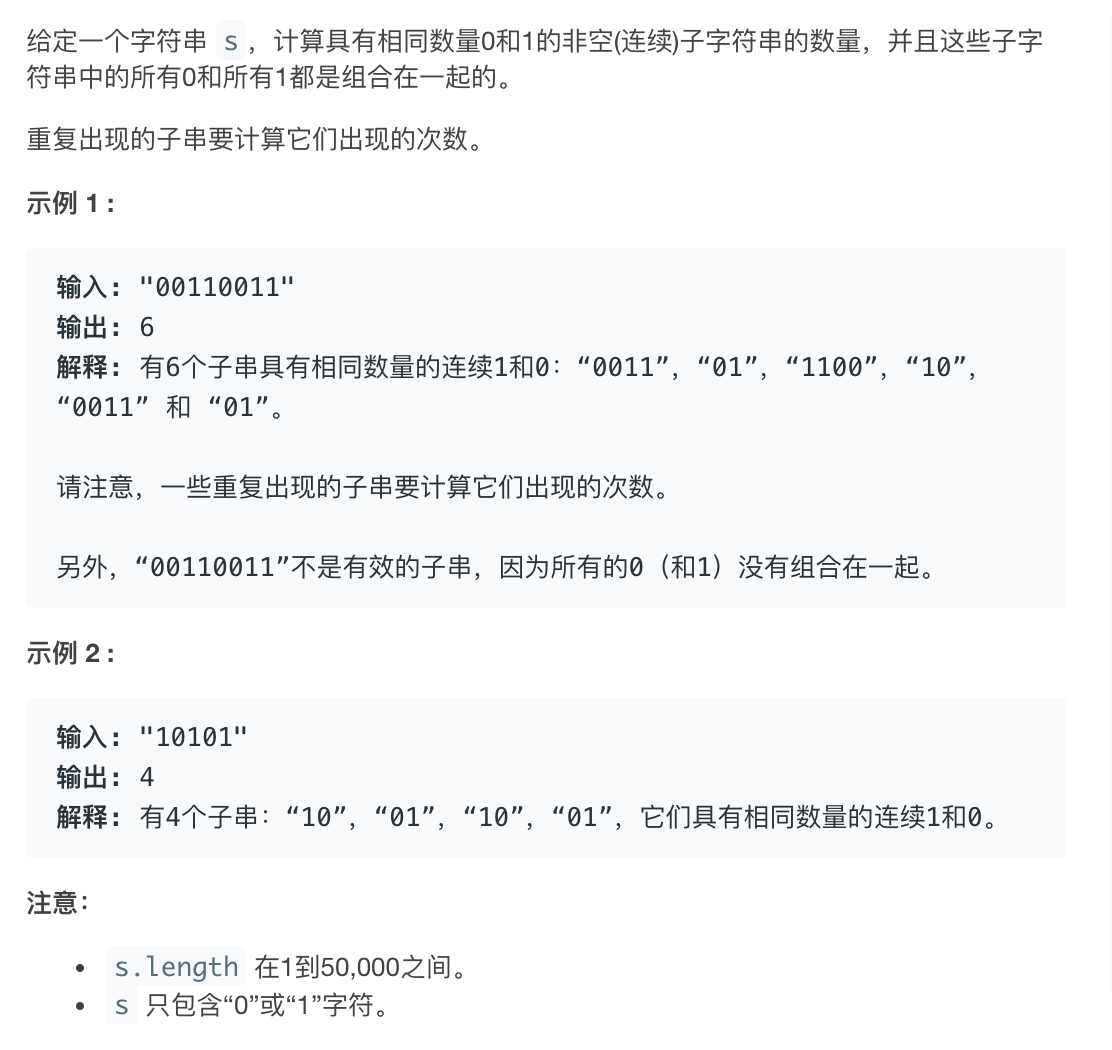 给定一个字符串 s，计算具有相同数量0和1的非空(连续)子字符串的数量，并且这些子字
符串中的所有0和所有1都是组合在一起的。
重复出现的子串要计算它们出现的次数。
示例 1 :
输入: "00110011"
输出: 6
解释: 有6个子串具有相同数量的连续1和0：“0011”，“01”，“1100”，“10”，
“0011” 和 “01”。
请注意，一些重复出现的子串要计算它们出现的次数。
另外，“00110011”不是有效的子串，因为所有的0（和1）没有组合在一起。
示例 2 :
输入: "10101"
输出: 4
解释: 有4个子串：“10”，“01”，“10”，“01”，它们具有相同数量的连续1和0。
注意：
• s.length 在1到50,000之间。
• s 只包含“0”或“1”字符。